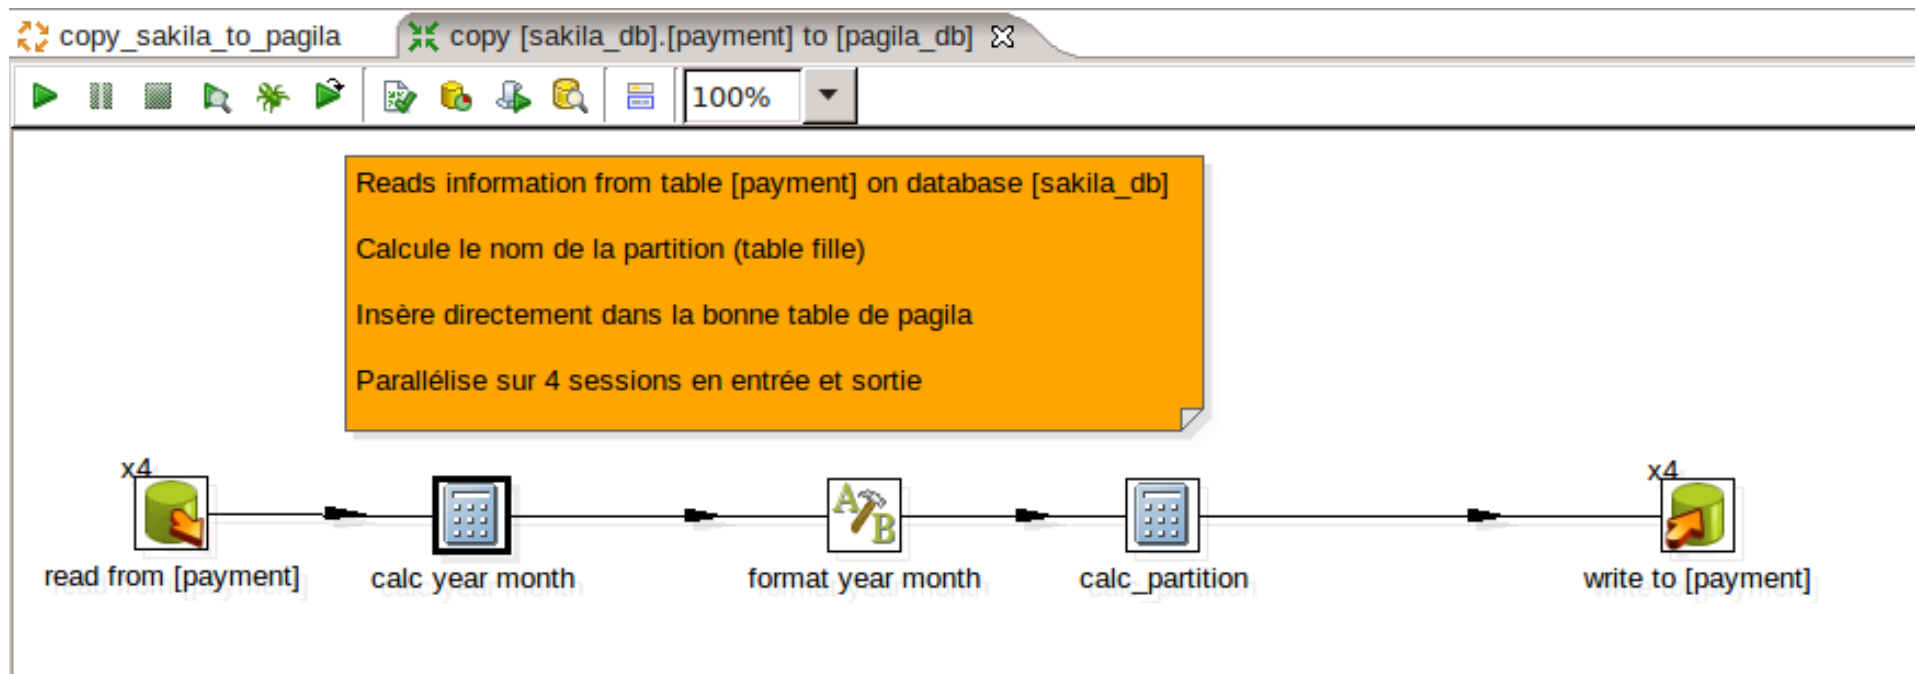 copy_sakila_to_pagila
copy [sakila_db].[payment] to [pagila_db]
100%
Reads information from table [payment] on database [sakila_db]
Calcule le nom de la partition (table fille)
Insère directement dans la bonne table de pagila
Parallélise sur 4 sessions en entrée et sortie
x4
x4
read from [payment]
calc year month
format year month
calc_partition
write to [payment]